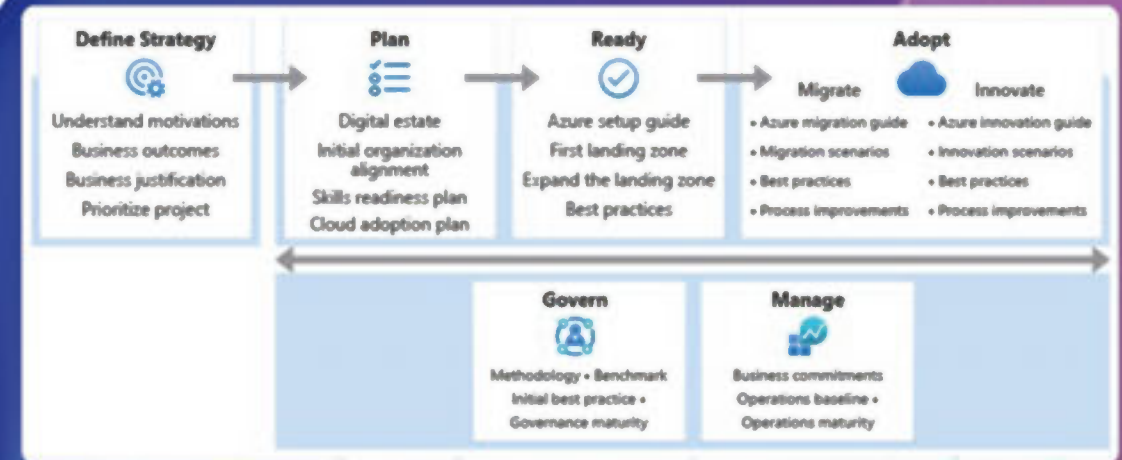 Define Strategy
Understand motivations
Business outcomes
Business justification
Prioritize project
Plan
Digital estate
Initial organization
alignment
Skills readiness plan
Cloud adoption plan
Ready
Azure setup guide
First landing zone
Expand the landing zone
Best practices
Adopt
Migrate
• Azure migration guide
• Migration scenarios
• Best practices
• Process improvements
Innovate
• Azure innovation guide
• Innovation scenarios
• Best practices
• Process improvements
Govern
Methodology • Benchmark
Initial best practice •
Governance maturity
Manage
Business commitments
Operations baseline •
Operations maturity